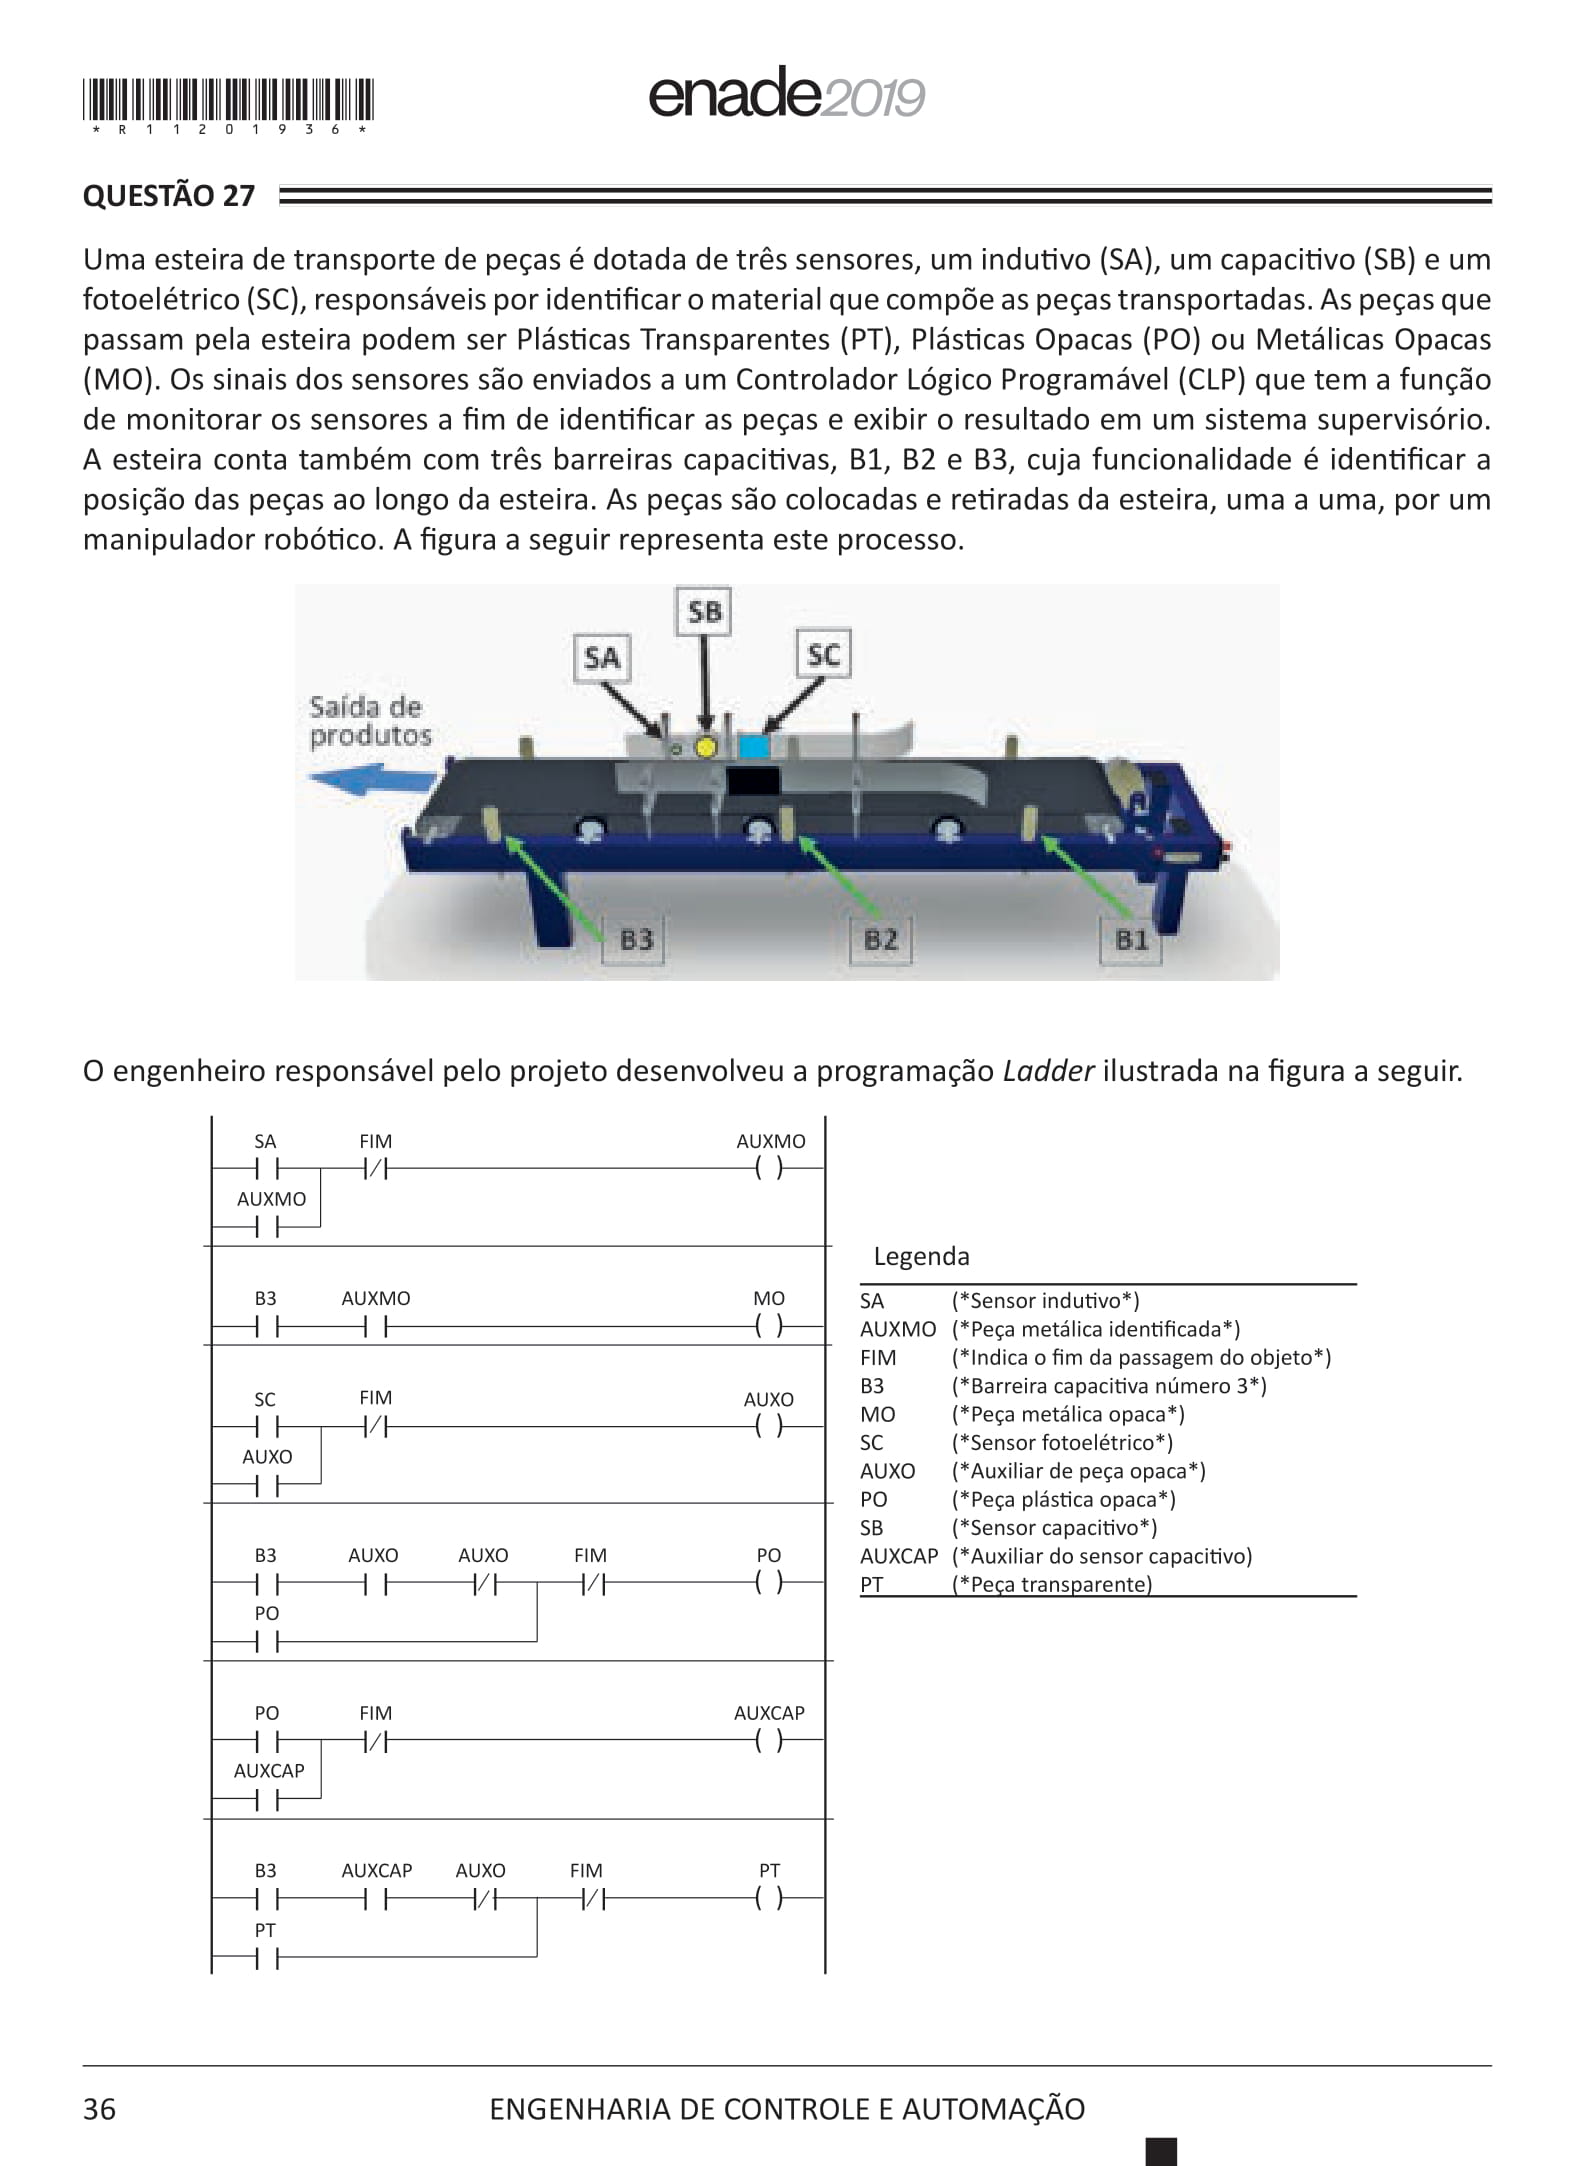 *R11201936*
enade2019
QUESTÃO 27
Uma esteira de transporte de peças é dotada de três sensores, um indutivo (SA), um capacitivo (SB) e um
fotoelétrico (SC), responsáveis por identificar o material que compõe as peças transportadas. As peças que
passam pela esteira podem ser Plásticas Transparentes (PT), Plásticas Opacas (PO) ou Metálicas Opacas
(MO). Os sinais dos sensores são enviados a um Controlador Lógico Programável (CLP) que tem a função
de monitorar os sensores a fim de identificar as peças e exibir o resultado em um sistema supervisório.
A esteira conta também com três barreiras capacitivas, B1, B2 e B3, cuja funcionalidade é identificar a
posição das peças ao longo da esteira. As peças são colocadas e retiradas da esteira, uma a uma, por um
manipulador robótico. A figura a seguir representa este processo.
SB
SA
SC
Saída de
produtos
B3
B2
B1
O engenheiro responsável pelo projeto desenvolveu a programação Ladder ilustrada na figura a seguir.
SA FIM AUXMO
AUXMO
B3 AUXMO MO
SC FIM AUXO
AUXO
B3 AUXO AUXO FIM PO
PO
PO FIM AUXCAP
AUXCAP
B3 AUXCAP AUXO FIM PT
PT
Legenda
SA (*Sensor indutivo*)
AUXMO (*Peça metálica identificada*)
FIM (*Indica o fim da passagem do objeto*)
B3 (*Barreira capacitiva número 3*)
MO (*Peça metálica opaca*)
SC (*Sensor fotoelétrico*)
AUXO (*Auxiliar de peça opaca*)
PO (*Peça plástica opaca*)
SB (*Sensor capacitivo*)
AUXCAP (*Auxiliar do sensor capacitivo)
PT (*Peça transparente)
36
ENGENHARIA DE CONTROLE E AUTOMAÇÃO